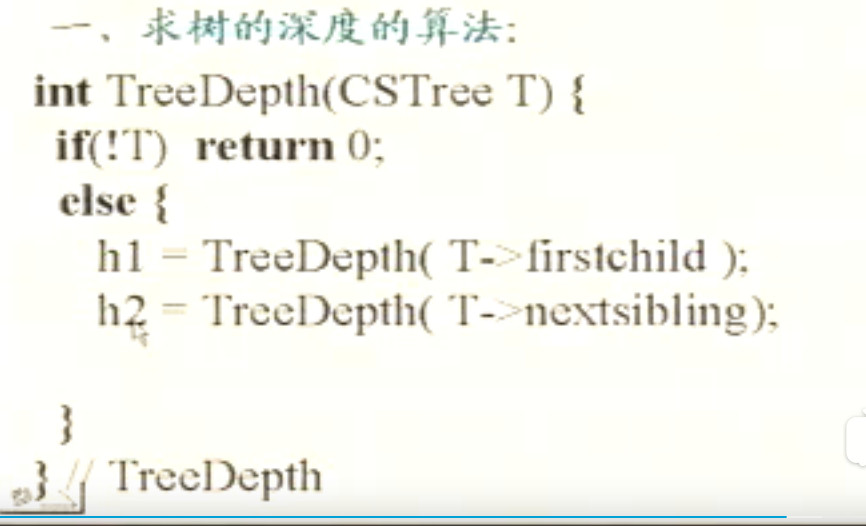 一、求树的深度的算法:
int TreeDepth(CSTree T) {
if(!T) return 0;
else {
h1 = TreeDepth( T->firstchild );
h2 = TreeDepth( T->nextsibling);
}
} // TreeDepth